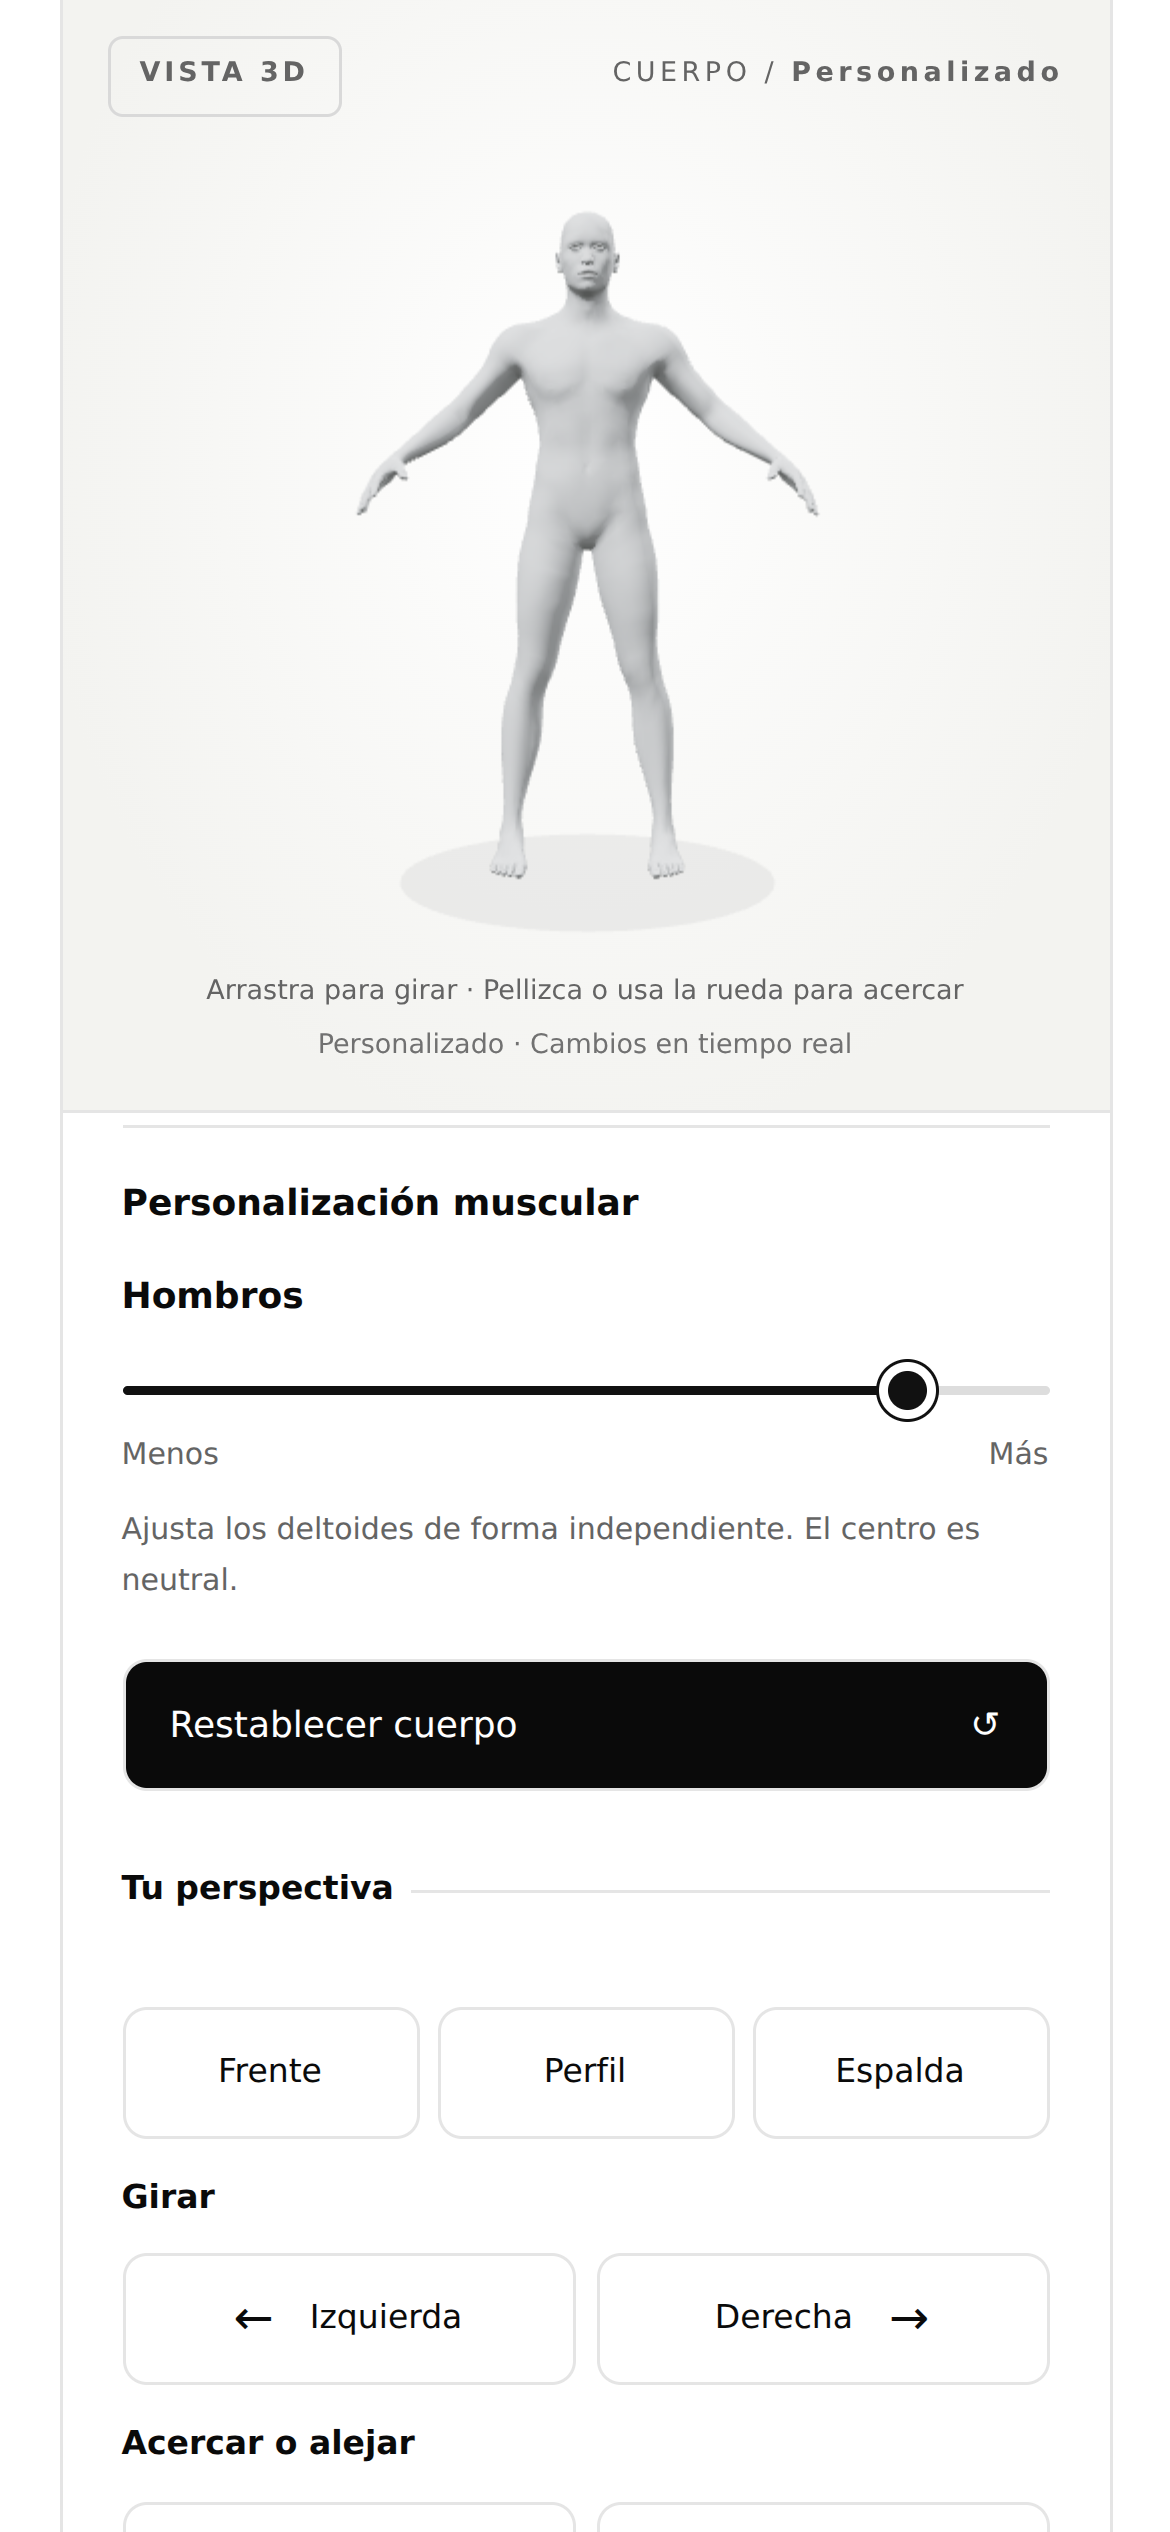 VISTA 3D
CUERPO / Personalizado
Arrastra para girar · Pellizca o usa la rueda para acercar
Personalizado · Cambios en tiempo real
Personalización muscular
Hombros
Menos
Más
Ajusta los deltoides de forma independiente. El centro es
neutral.
Restablecer cuerpo ↺
Tu perspectiva
Frente
Perfil
Espalda
Girar
← Izquierda
Derecha →
Acercar o alejar